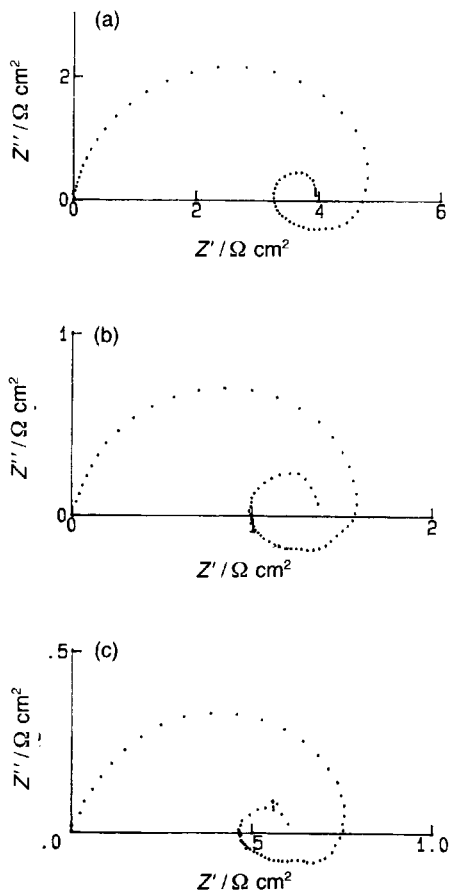 (a)
2
0
Z'' / Ω cm²
0 2 4 6
Z' / Ω cm²
(b)
1
0
Z'' / Ω cm²
0 1 2
Z' / Ω cm²
(c)
.5
Z'' / Ω cm²
.0 .5 1.0
Z' / Ω cm²